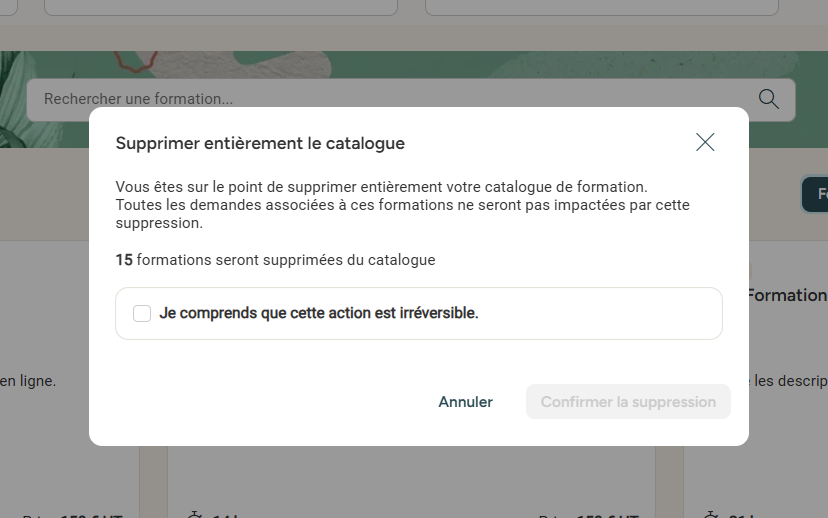 Rechercher une formation...
Supprimer entièrement le catalogue
Vous êtes sur le point de supprimer entièrement votre catalogue de formation.
Toutes les demandes associées à ces formations ne seront pas impactées par cette
suppression.
15 formations seront supprimées du catalogue
Formation
Je comprends que cette action est irréversible.
en ligne.
les descrip
Annuler
Confirmer la suppression